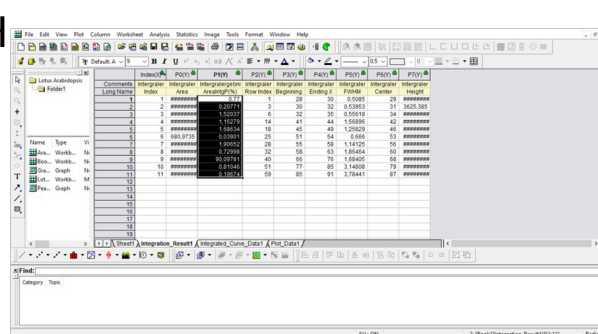 File Edit View Plot Column Worksheet Analysis Statistics Image Tools Format Window Help
Default: A 9 B I U
0,5
Lotus Arabidopsis
Folder1
Name Type
Workb...
Boo... Workb...
Gra... Graph
Lot... Workb...
Pea... Graph
Index(X) P0(Y) P1(Y) P2(Y) P3(Y) P4(Y) P5(Y) P6(Y) P7(Y)
Comments Intergraler Intergraler Intergraler Intergraler Intergraler Intergraler Intergraler Intergraler
Long Name Index Area AreaIntgP(%) Row Index Beginning Ending X FWHM Center Height
1 1 ######## 0,77 1 28 30 0,5085 29 ########
2 2 ######## 0,20771 3 30 32 0,53953 31 3625,385
3 3 ######## 1,52037 6 32 35 0,55618 34 ########
4 4 ######## 1,15279 14 41 44 1,56896 42 ########
5 5 ######## 1,68634 18 45 49 1,25829 46 ########
6 6 680,9735 0,03901 25 51 54 0,666 53 ########
7 7 ######## 1,90652 28 55 58 1,14125 56 ########
8 8 ######## 0,72998 32 58 63 1,86464 60 ########
9 9 ######## 90,09781 40 66 76 1,68405 68 ########
10 10 ######## 0,81046 51 77 85 3,14808 79 ########
11 11 ######## 0,19674 59 85 91 3,78441 87 ########
12
13
14
15
16
17
18
19
Sheet1 Integration_Result1 Integrated_Curve_Data1 Plot_Data1
Find:
Category Topic